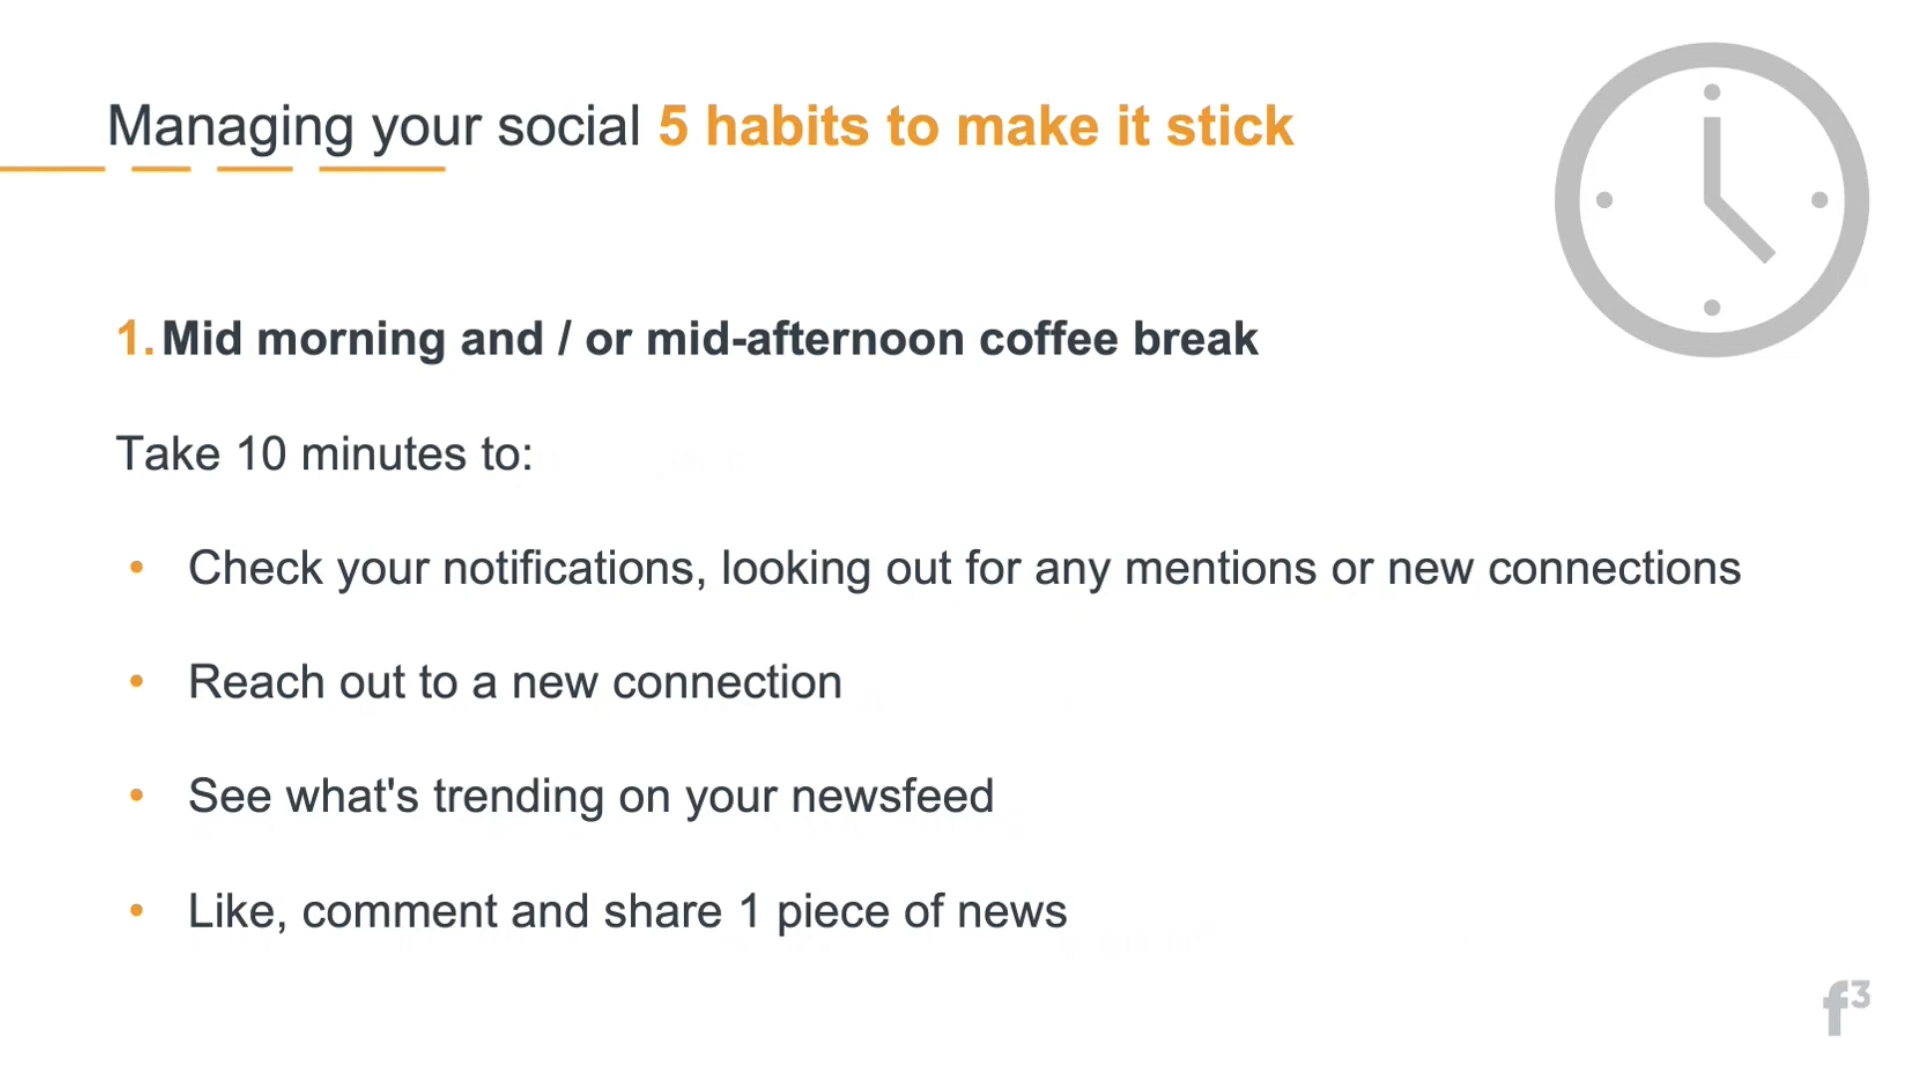 Managing your social 5 habits to make it stick
1. Mid morning and / or mid-afternoon coffee break
Take 10 minutes to:
• Check your notifications, looking out for any mentions or new connections
• Reach out to a new connection
• See what's trending on your newsfeed
• Like, comment and share 1 piece of news
f³